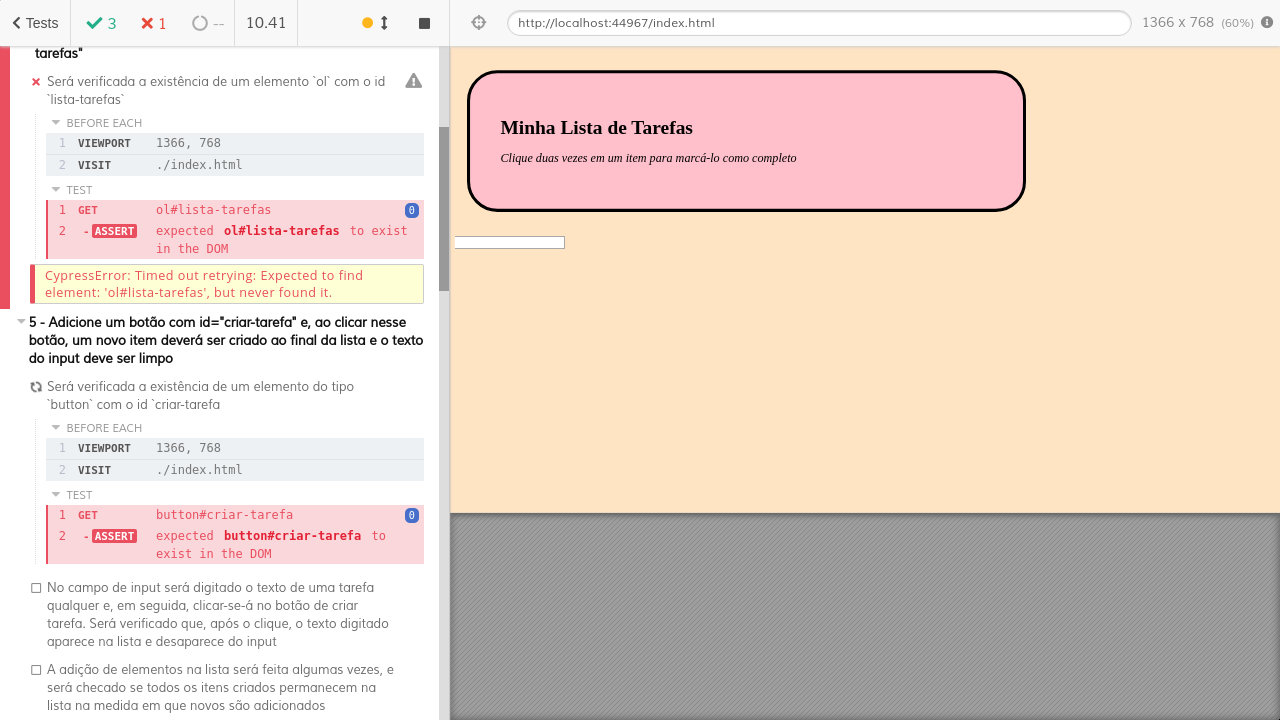 Tests
3
1
--
10.41
http://localhost:44967/index.html
1366 x 768 (60%)
tarefas"
Será verificada a existência de um elemento `ol` com o id
`lista-tarefas`
BEFORE EACH
1 VIEWPORT 1366, 768
2 VISIT ./index.html
TEST
1 GET ol#lista-tarefas 0
2 -ASSERT expected ol#lista-tarefas to exist
in the DOM
CypressError: Timed out retrying: Expected to find
element: 'ol#lista-tarefas', but never found it.
5 - Adicione um botão com id="criar-tarefa" e, ao clicar nesse
botão, um novo item deverá ser criado ao final da lista e o texto
do input deve ser limpo
Será verificada a existência de um elemento do tipo
`button` com o id `criar-tarefa
BEFORE EACH
1 VIEWPORT 1366, 768
2 VISIT ./index.html
TEST
1 GET button#criar-tarefa 0
2 -ASSERT expected button#criar-tarefa to
exist in the DOM
No campo de input será digitado o texto de uma tarefa
qualquer e, em seguida, clicar-se-á no botão de criar
tarefa. Será verificado que, após o clique, o texto digitado
aparece na lista e desaparece do input
A adição de elementos na lista será feita algumas vezes, e
será checado se todos os itens criados permanecem na
lista na medida em que novos são adicionados
Minha Lista de Tarefas
Clique duas vezes em um item para marcá-lo como completo